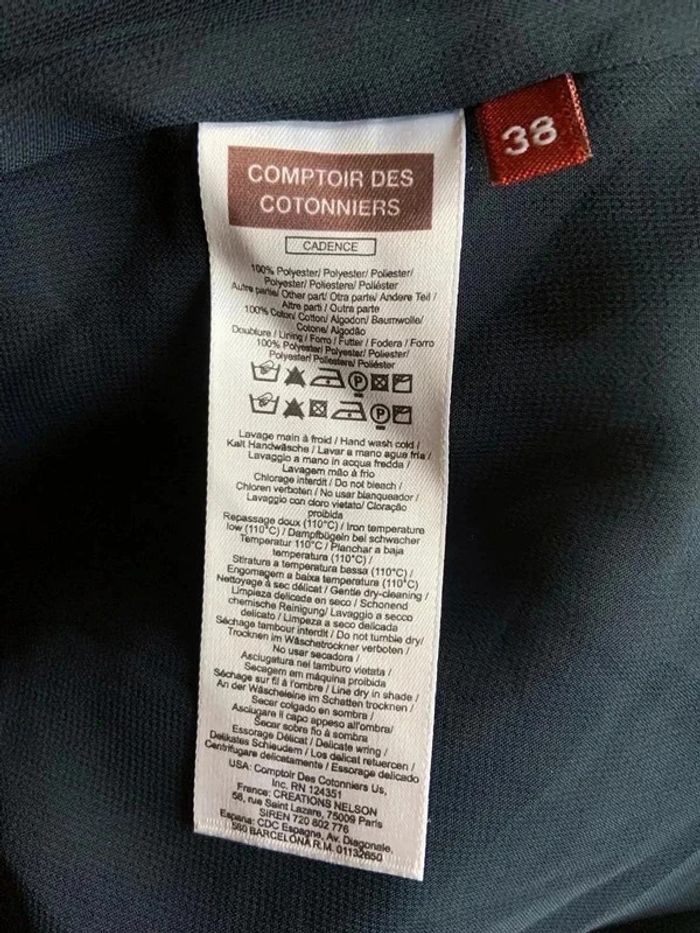 38
COMPTOIR DES
COTONNIERS
CADENCE
100% Polyester/ Polyester/ Poliester/
Polyester/ Poliestere/ Poliéster
Autre partie/ Other part/ Otra parte/ Andere Teil /
Altre parti / Outra parte
100% Coton/ Cotton/ Algodon/ Baumwolle/
Cotone/ Algodão
Doublure / Lining / Forro / Futter / Fodera / Forro
100% Polyester/ Polyester/ Poliester/
Polyester/ Poliestere/ Poliéster
P
P
Lavage main à froid / Hand wash cold /
Kalt Handwäsche / Lavar a mano agua fria /
Lavaggio a mano in acqua fredda /
Lavagem mão à frio
Chlorage interdit / Do not bleach /
Chloren verboten / No usar blanqueador /
Lavaggio con cloro vietato/ Cloração
proibida
Repassage doux (110°C) / Iron temperature
low (110°C) / Dampfbügeln bei schwacher
Temperatur 110°C / Planchar a baja
temperatura (110°C) /
Stiratura a temperatura bassa (110°C) /
Engomagem a baixa temperatura (110°C)
Nettoyage à sec délicat / Gentle dry-cleaning /
Limpieza delicada en seco / Schonend
chemische Reinigung/ Lavaggio a secco
delicato / Limpeza a seco delicada
Séchage tambour interdit / Do not tumble dry/
Trocknen im Wäschetrockner verboten /
No usar secadora /
Asciugatura nel tamburo vietata /
Secagem em máquina proibida
Séchage sur fil à l'ombre / Line dry in shade /
An der Wäscheleine im Schatten trocknen /
Secar colgado en sombra /
Asciugare il capo appeso all'ombra/
Secar sobre fio à sombra
Essorage Délicat / Delicate wring /
Delikates Schleudern / Los delicat retuercen /
Centrifugare delicatamente / Essorage delicado
USA: Comptoir Des Cotonniers Us,
Inc. RN 124351
France: CREATIONS NELSON
58, rue Saint Lazare, 75009 Paris
SIREN 720 802 776
Espana: CDC Espagne, Av. Diagonale,
560 BARCELONA R.M. 01132650